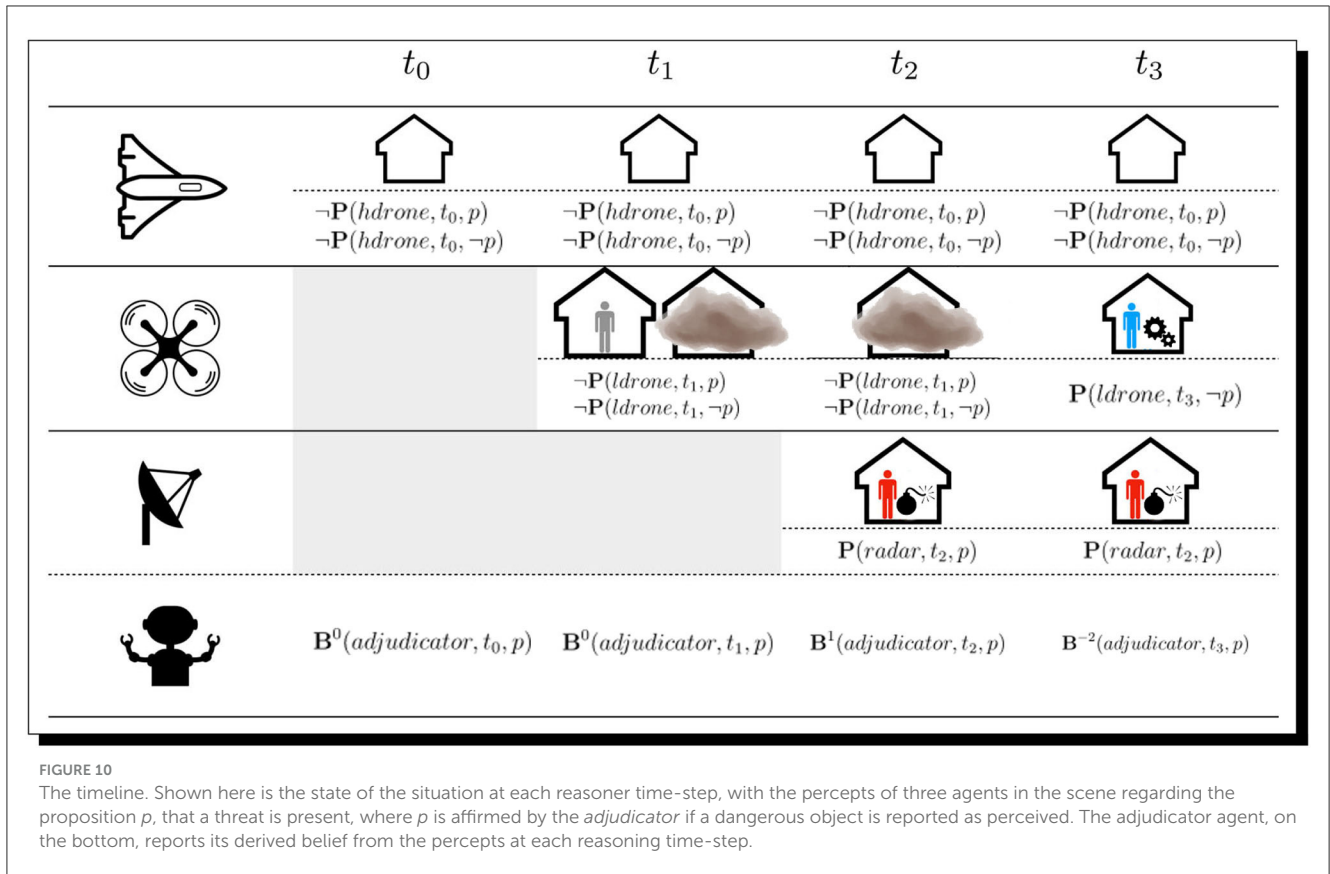 t₀ t₁ t₂ t₃
¬P(hdrone, t₀, p) ¬P(hdrone, t₀, p) ¬P(hdrone, t₀, p) ¬P(hdrone, t₀, p)
¬P(hdrone, t₀, ¬p) ¬P(hdrone, t₀, ¬p) ¬P(hdrone, t₀, ¬p) ¬P(hdrone, t₀, ¬p)
¬P(ldrone, t₁, p) ¬P(ldrone, t₁, p)
¬P(ldrone, t₁, ¬p) ¬P(ldrone, t₁, ¬p) P(ldrone, t₃, ¬p)
P(radar, t₂, p) P(radar, t₂, p)
B⁰(adjudicator, t₀, p) B⁰(adjudicator, t₁, p) B¹(adjudicator, t₂, p) B⁻²(adjudicator, t₃, p)
FIGURE 10
The timeline. Shown here is the state of the situation at each reasoner time-step, with the percepts of three agents in the scene regarding the
proposition p, that a threat is present, where p is affirmed by the adjudicator if a dangerous object is reported as perceived. The adjudicator agent, on
the bottom, reports its derived belief from the percepts at each reasoning time-step.